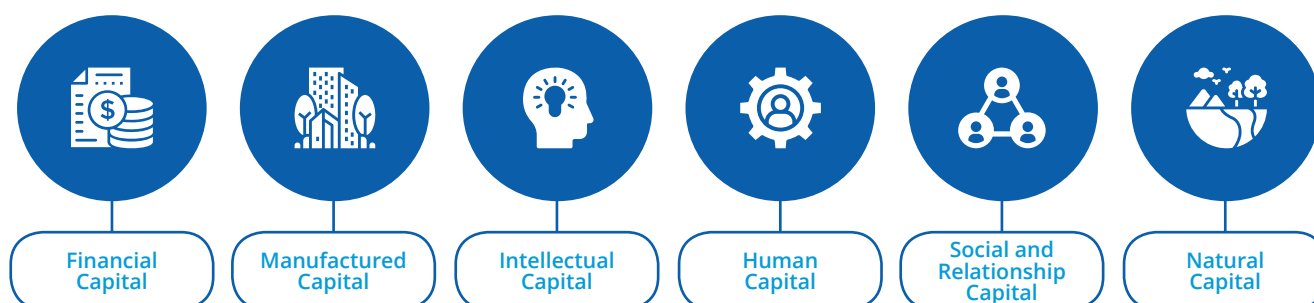 $
Financial
Capital
Manufactured
Capital
Intellectual
Capital
Human
Capital
Social and
Relationship
Capital
Natural
Capital